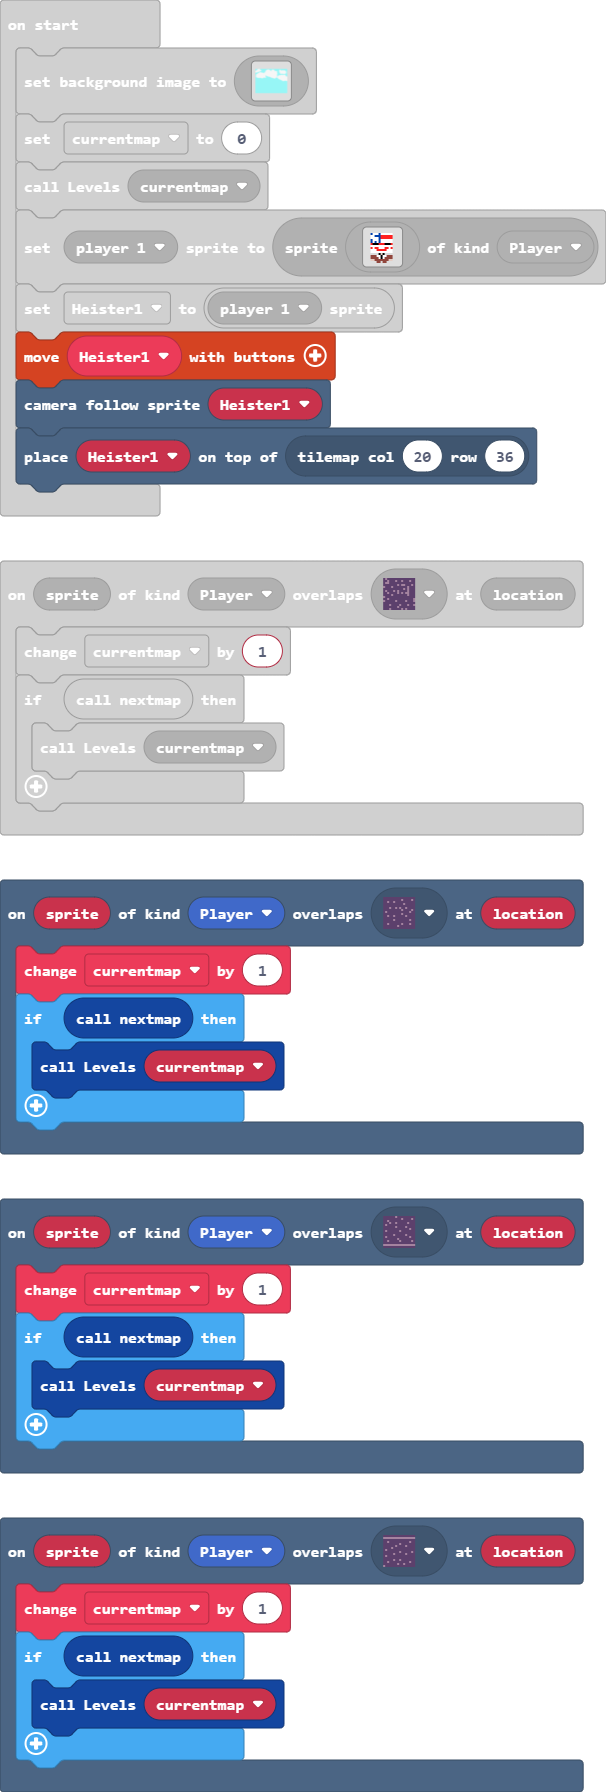 on start
set background image to
set currentmap to 0
call Levels currentmap
set player 1 sprite to sprite of kind Player
set Heister1 to player 1 sprite
move Heister1 with buttons
camera follow sprite Heister1
place Heister1 on top of tilemap col 20 row 36
on sprite of kind Player overlaps at location
change currentmap by 1
if call nextmap then
call Levels currentmap
on sprite of kind Player overlaps at location
change currentmap by 1
if call nextmap then
call Levels currentmap
on sprite of kind Player overlaps at location
change currentmap by 1
if call nextmap then
call Levels currentmap
on sprite of kind Player overlaps at location
change currentmap by 1
if call nextmap then
call Levels currentmap